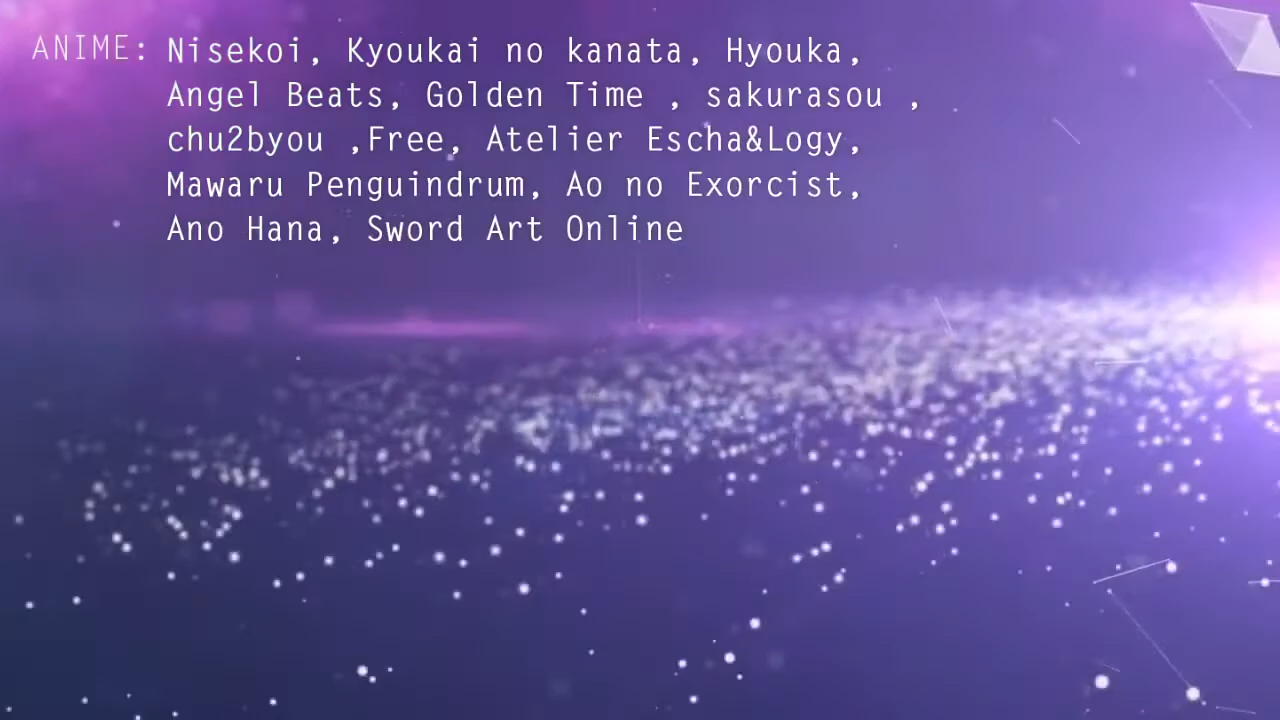 ANIME: Nisekoi, Kyoukai no kanata, Hyouka,
Angel Beats, Golden Time , sakurasou ,
chu2byou ,Free, Atelier Escha&Logy,
Mawaru Penguindrum, Ao no Exorcist,
Ano Hana, Sword Art Online